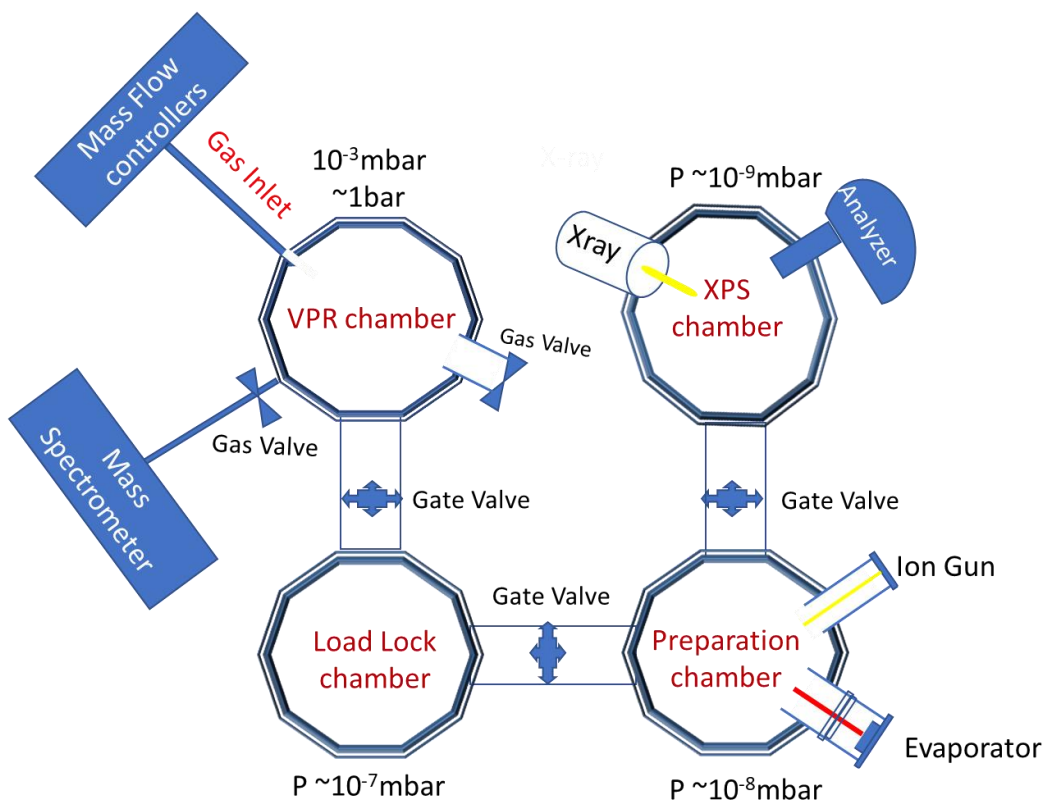 Mass Flow
controllers
Gas Inlet
10⁻³mbar
~1bar
X-ray
P ~10⁻⁹mbar
Analyzer
Xray
XPS
chamber
VPR chamber
Gas Valve
Mass
Spectrometer
Gas Valve
Gate Valve
Gate Valve
Ion Gun
Gate Valve
Load Lock
chamber
Preparation
chamber
Evaporator
P ~10⁻⁷mbar
P ~10⁻⁸mbar